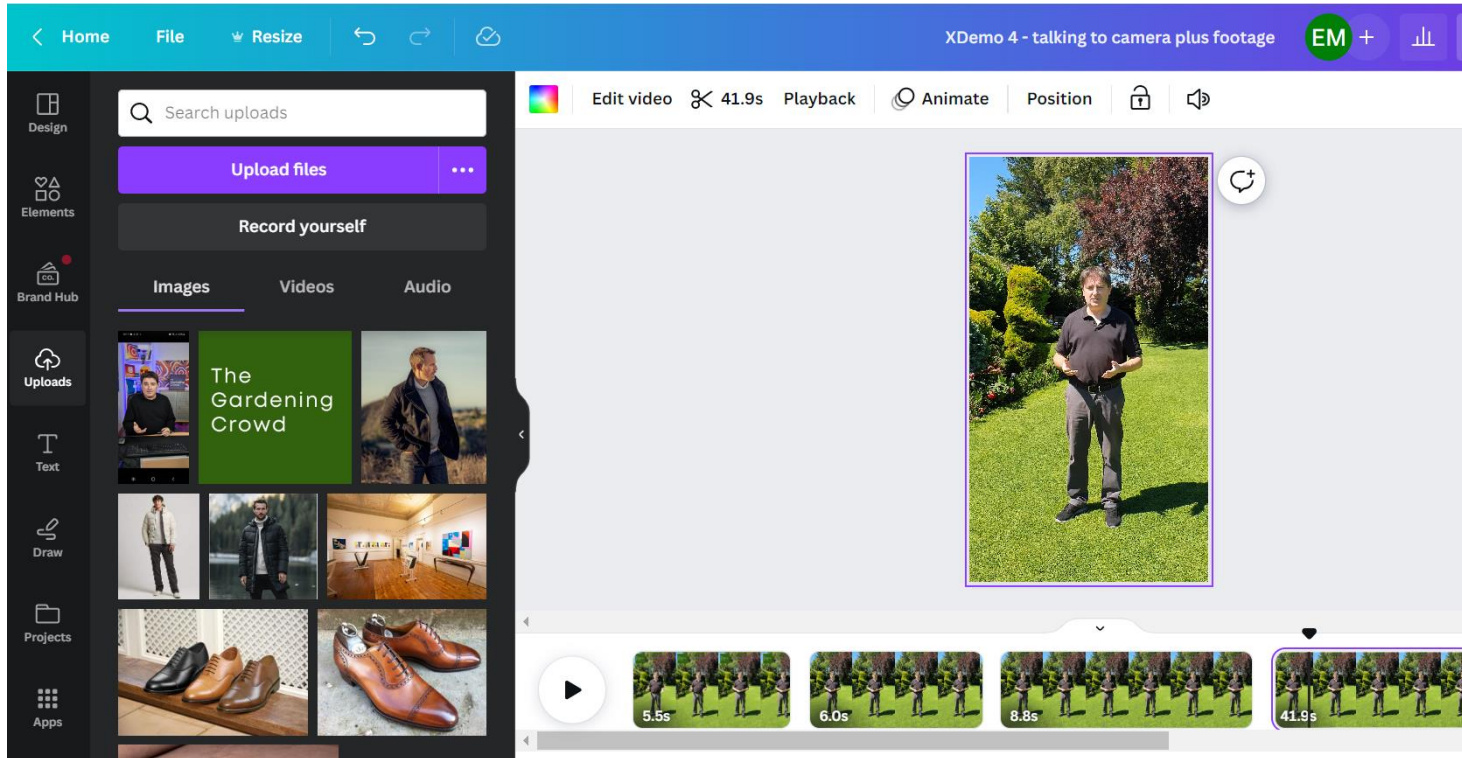 Home File Resize XDemo 4 - talking to camera plus footage EM +
Design
Elements
CO.
Brand Hub
Uploads
Text
Draw
Projects
Apps
Search uploads
Upload files
Record yourself
Images Videos Audio
The
Gardening
Crowd
Edit video 41.9s Playback Animate Position
5.5s 6.0s 8.8s 41.9s